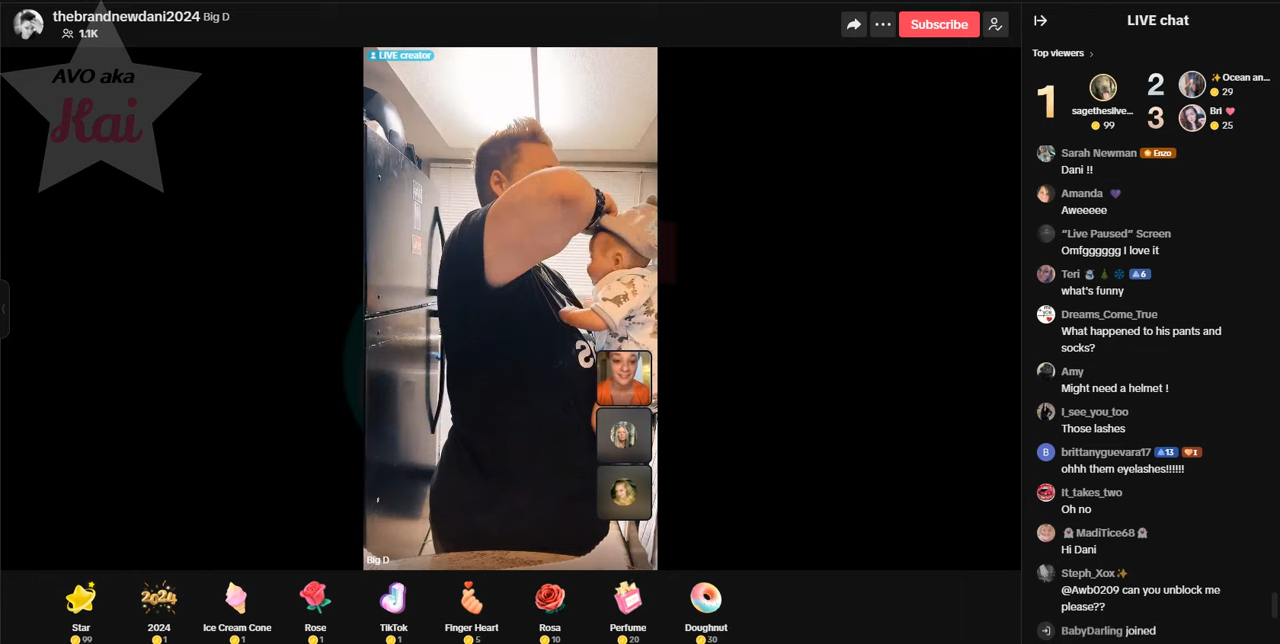 thebrandnewdani2024 Big D
1.1K
Subscribe
AVO aka
Kai
LIVE creator
Big D
Star
99
2024
1
Ice Cream Cone
1
Rose
1
TikTok
1
Finger Heart
5
Rosa
10
Perfume
20
Doughnut
30
LIVE chat
Top viewers
1
sagetheslive...
99
2
Ocean an...
29
3
Bri
25
Sarah Newman Enzo
Dani !!
Amanda
Aweeeee
“Live Paused” Screen
Omfgggggg I love it
Teri 6
what's funny
Dreams_Come_True
What happened to his pants and
socks?
Amy
Might need a helmet !
I_see_you_too
Those lashes
B brittanyguevara17 13 1
ohhh them eyelashes!!!!!!
It_takes_two
Oh no
MadiTice68
Hi Dani
Steph_Xox
@Awb0209 can you unblock me
please??
BabyDarling joined